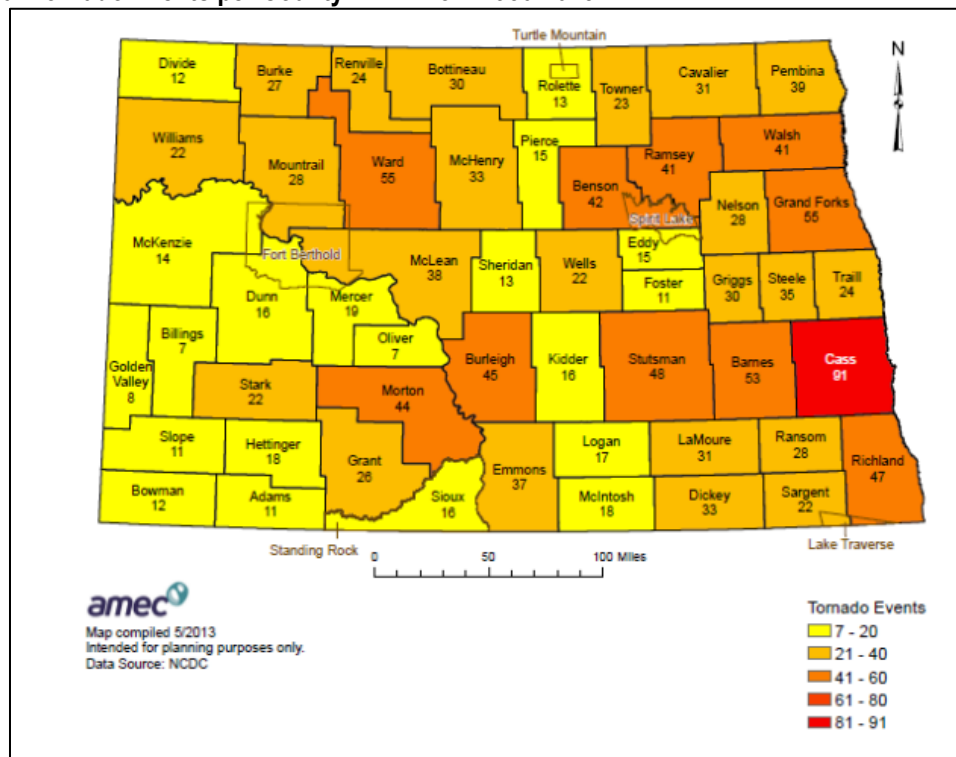 Turtle Mountain
N
Divide
12
Burke
27
Renville
24
Bottineau
30
Rolette
13
Towner
23
Cavalier
31
Pembina
39
Williams
22
Mountrail
28
Ward
55
McHenry
33
Pierce
15
Benson
42
Ramsey
41
Walsh
41
Spirit Lake
Nelson
28
Grand Forks
55
McKenzie
14
Fort Berthold
McLean
38
Sheridan
13
Wells
22
Eddy
15
Foster
11
Griggs
30
Steele
35
Traill
24
Dunn
16
Mercer
19
Oliver
7
Billings
7
Golden
Valley
8
Stark
22
Morton
44
Burleigh
45
Kidder
16
Stutsman
48
Barnes
53
Cass
91
Slope
11
Hettinger
18
Grant
26
Emmons
37
Logan
17
LaMoure
31
Ransom
28
Richland
47
Bowman
12
Adams
11
Sioux
16
McIntosh
18
Dickey
33
Sargent
22
Standing Rock
Lake Traverse
0 50 100 Miles
amec
Map compiled 5/2013
Intended for planning purposes only.
Data Source: NCDC
Tornado Events
7 - 20
21 - 40
41 - 60
61 - 80
81 - 91